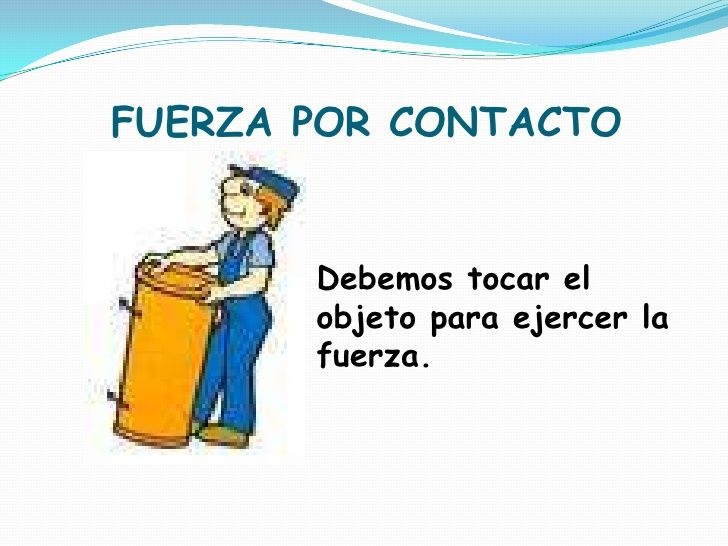 FUERZA POR CONTACTO
Debemos tocar el
objeto para ejercer la
fuerza.